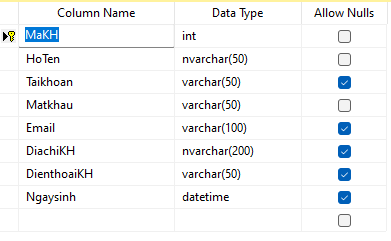 Column Name Data Type Allow Nulls
MaKH int
HoTen nvarchar(50)
Taikhoan varchar(50)
Matkhau varchar(50)
Email varchar(100)
DiachiKH nvarchar(200)
DienthoaiKH varchar(50)
Ngaysinh datetime